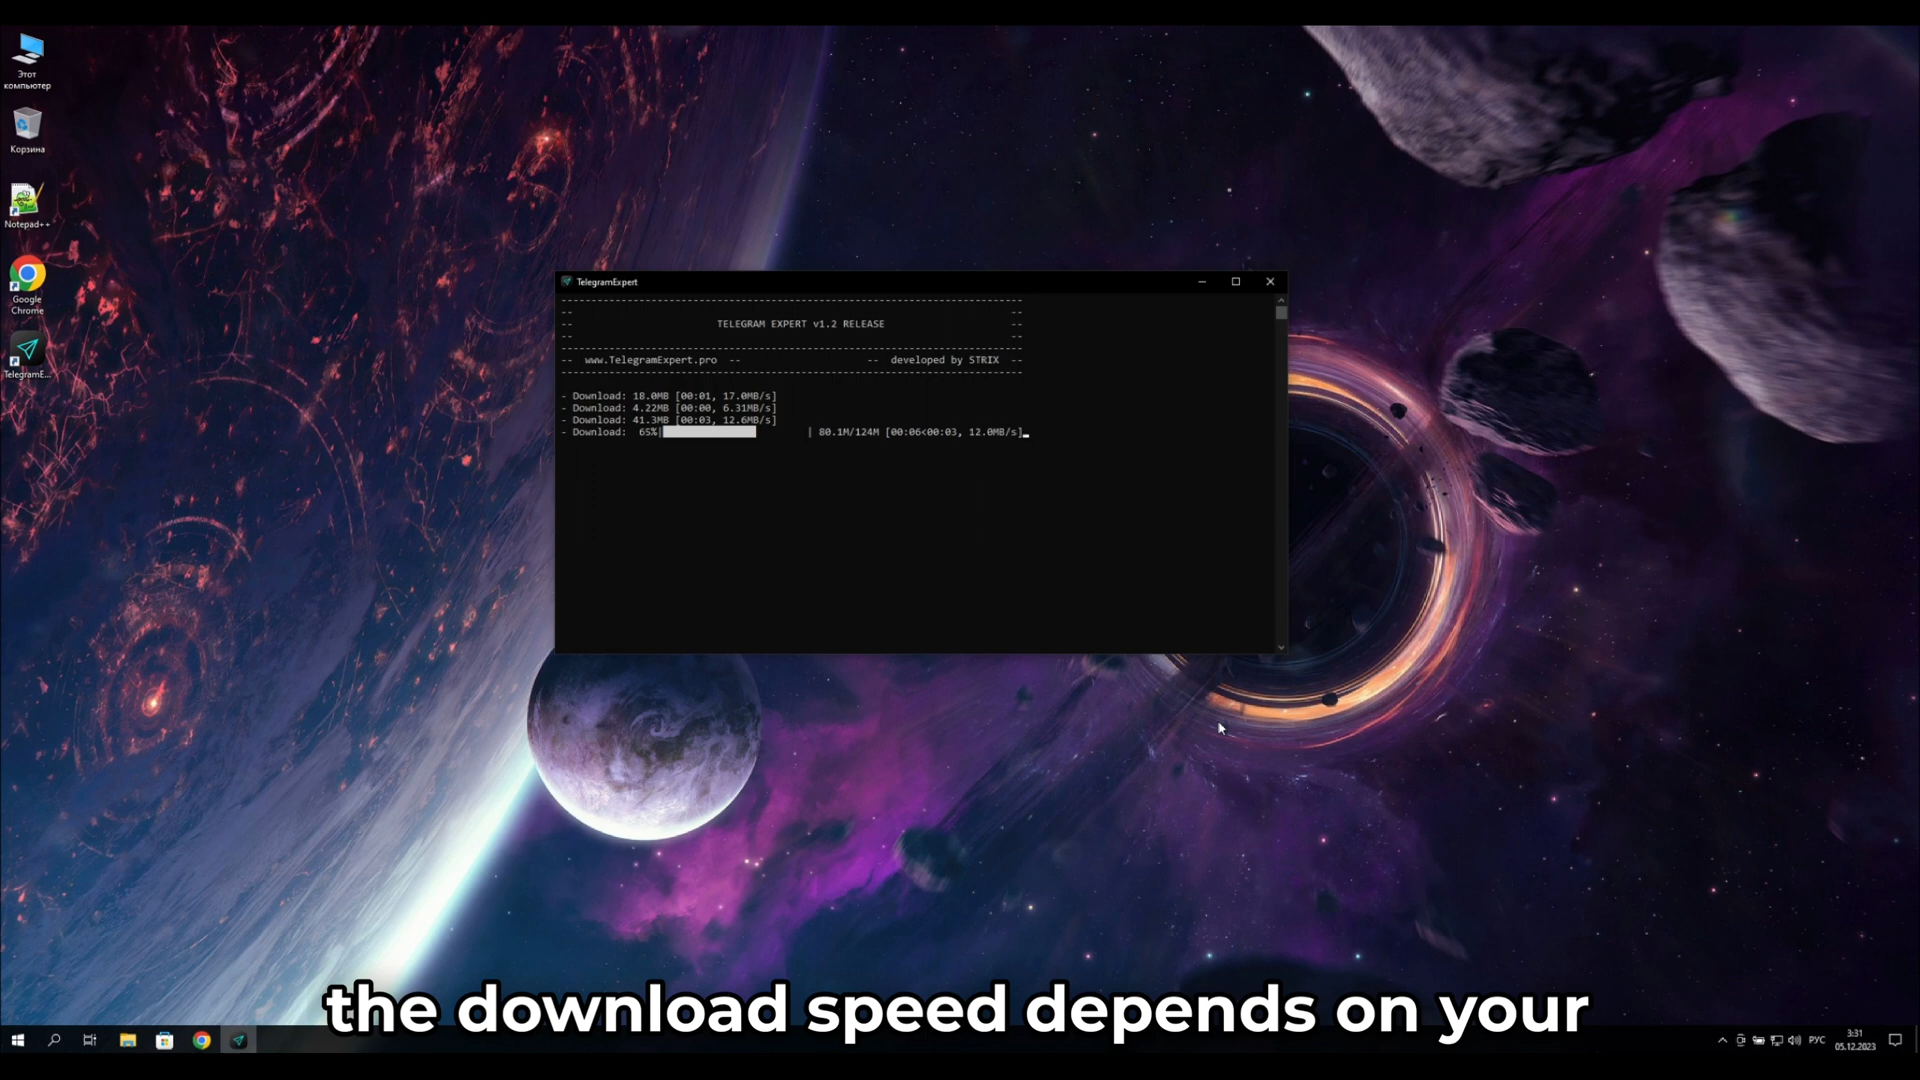 Этот
компьютер
Корзина
Notepad++
Google
Chrome
TelegramE...
TelegramExpert
-- TELEGRAM EXPERT v1.2 RELEASE --
-- www.TelegramExpert.pro -- -- developed by STRIX --
- Download: 18.0MB [00:01, 17.0MB/s]
- Download: 4.22MB [00:00, 6.31MB/s]
- Download: 41.3MB [00:03, 12.6MB/s]
- Download: 65%| | 80.1M/124M [00:06<00:03, 12.0MB/s]
the download speed depends on your
РУС
3:31
05.12.2023